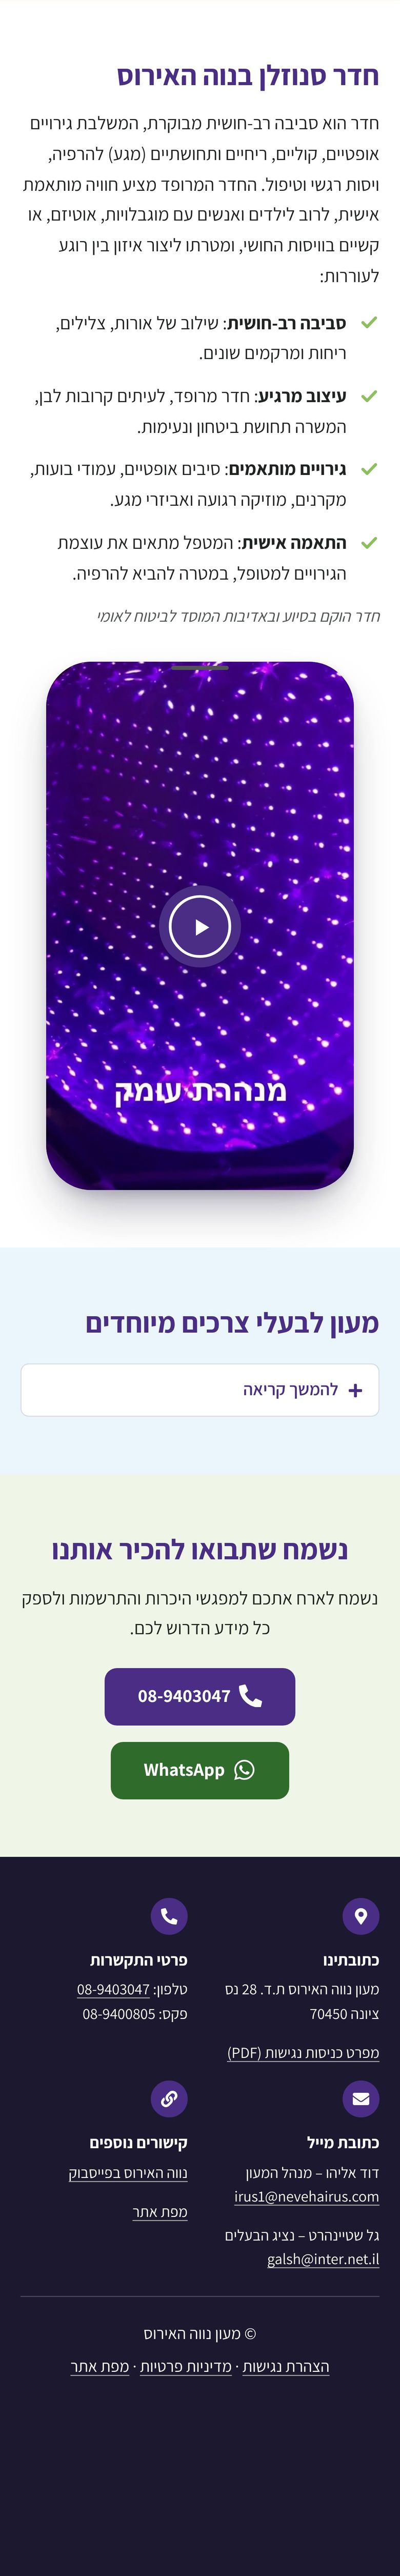 חדר סנוזלן בנוה האירוס
חדר הוא סביבה רב-חושית מבוקרת, המשלבת גירויים
אופטיים, קוליים, ריחיים ותחושתיים (מגע) להרפיה,
ויסות רגשי וטיפול. החדר המרופד מציע חוויה מותאמת
אישית, לרוב לילדים ואנשים עם מוגבלויות, אוטיזם, או
קשיים בוויסות החושי, ומטרתו ליצור איזון בין רוגע
לעוררות:
סביבה רב-חושית: שילוב של אורות, צלילים,
ריחות ומרקמים שונים.
עיצוב מרגיע: חדר מרופד, לעיתים קרובות לבן,
המשרה תחושת ביטחון ונעימות.
גירויים מותאמים: סיבים אופטיים, עמודי בועות,
מקרנים, מוזיקה רגועה ואביזרי מגע.
התאמה אישית: המטפל מתאים את עוצמת
הגירויים למטופל, במטרה להביא להרפיה.
חדר הוקם בסיוע ובאדיבות המוסד לביטוח לאומי
מנהרת עומק
מעון לבעלי צרכים מיוחדים
להמשך קריאה
נשמח שתבואו להכיר אותנו
נשמח לארח אתכם למפגשי היכרות והתרשמות ולספק
כל מידע הדרוש לכם.
08-9403047
WhatsApp
כתובתינו
מעון נווה האירוס ת.ד. 28 נס
ציונה 70450
מפרט כניסות נגישות (PDF)
פרטי התקשרות
טלפון: 08-9403047
פקס: 08-9400805
כתובת מייל
דוד אליהו – מנהל המעון
irus1@nevehairus.com
גל שטיינהרט – נציג הבעלים
galsh@inter.net.il
קישורים נוספים
נווה האירוס בפייסבוק
מפת אתר
© מעון נווה האירוס
הצהרת נגישות · מדיניות פרטיות · מפת אתר